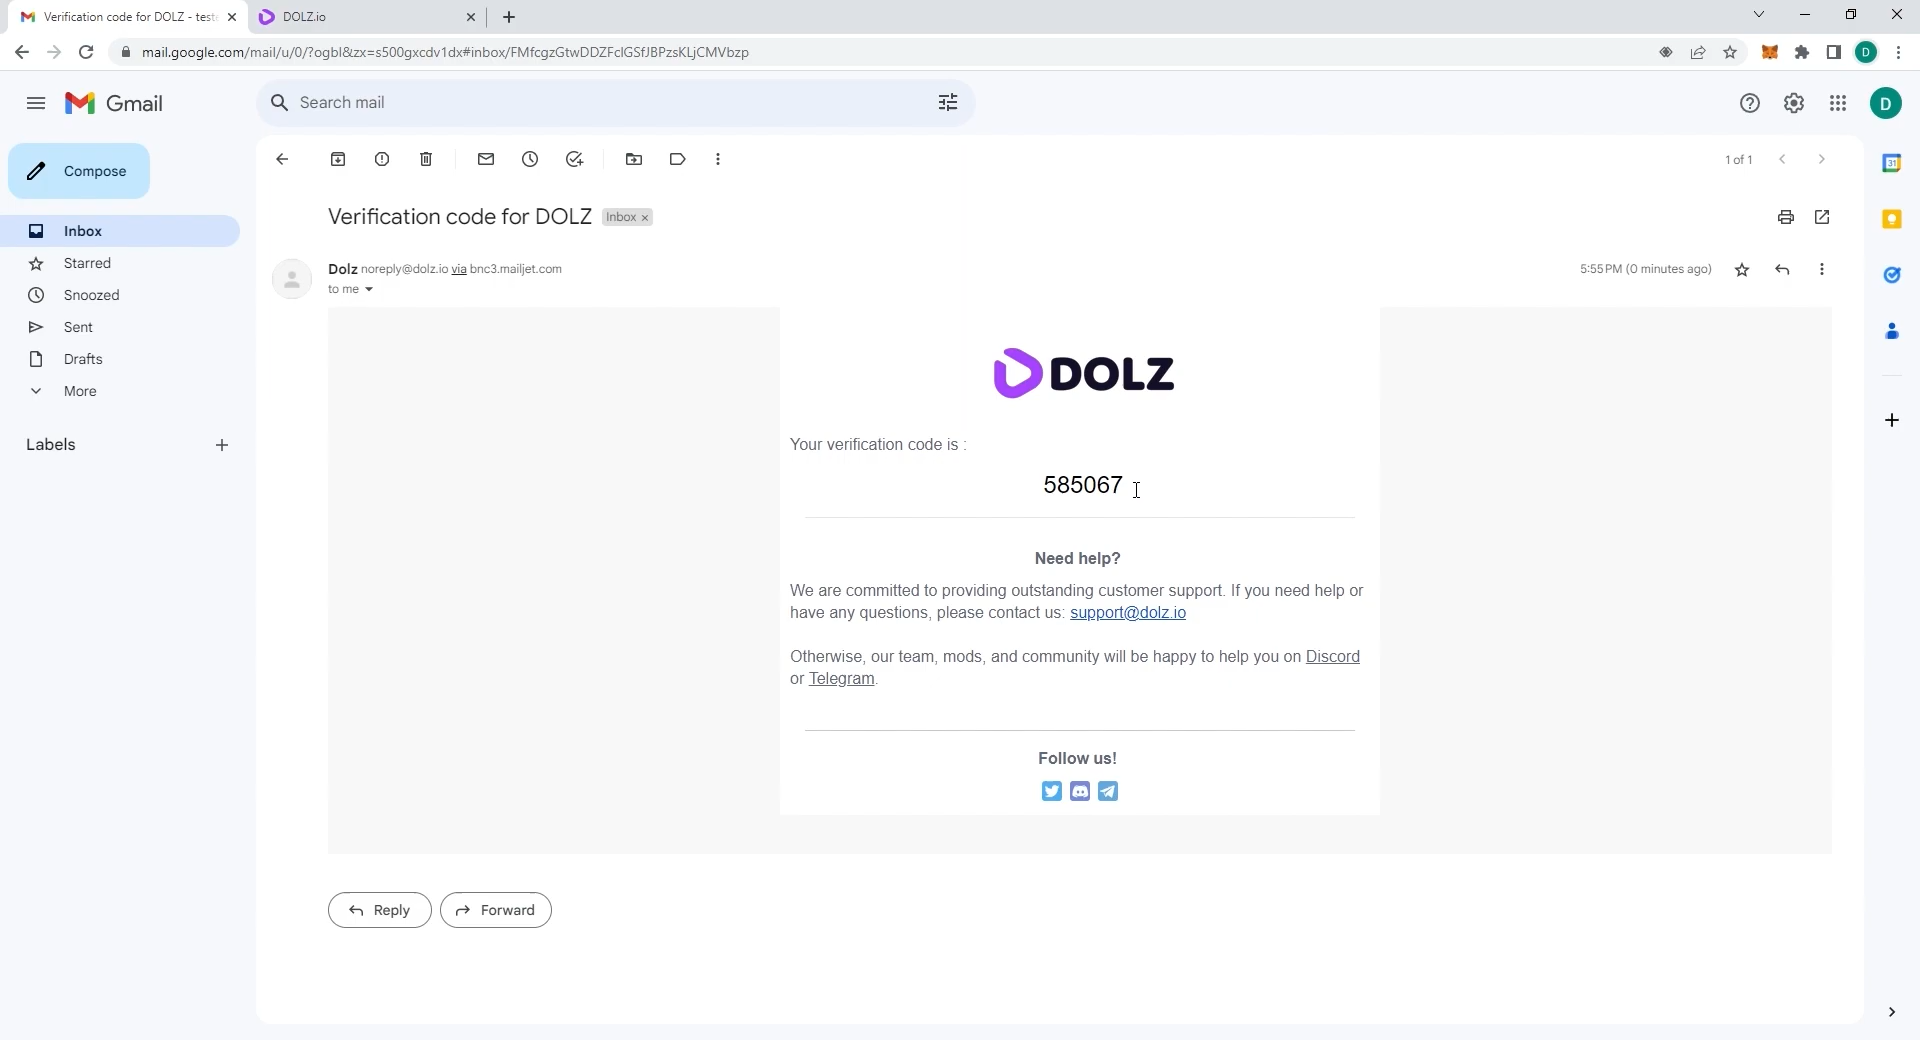 Verification code for DOLZ - test
DOLZ.io
mail.google.com/mail/u/0/?ogbl&zx=s500gxcdv1dx#inbox/FMfcgzGtwDDZFclGSfJBPzsKLjCMVbzp
D
Gmail
Search mail
D
Compose
1 of 1
31
Inbox
Starred
Snoozed
Sent
Drafts
More
Labels
Verification code for DOLZ Inbox x
Dolz noreply@dolz.io via bnc3.mailjet.com
5:55 PM (0 minutes ago)
to me
DOLZ
Your verification code is :
585067
Need help?
We are committed to providing outstanding customer support. If you need help or
have any questions, please contact us: support@dolz.io
Otherwise, our team, mods, and community will be happy to help you on Discord
or Telegram.
Follow us!
Reply
Forward